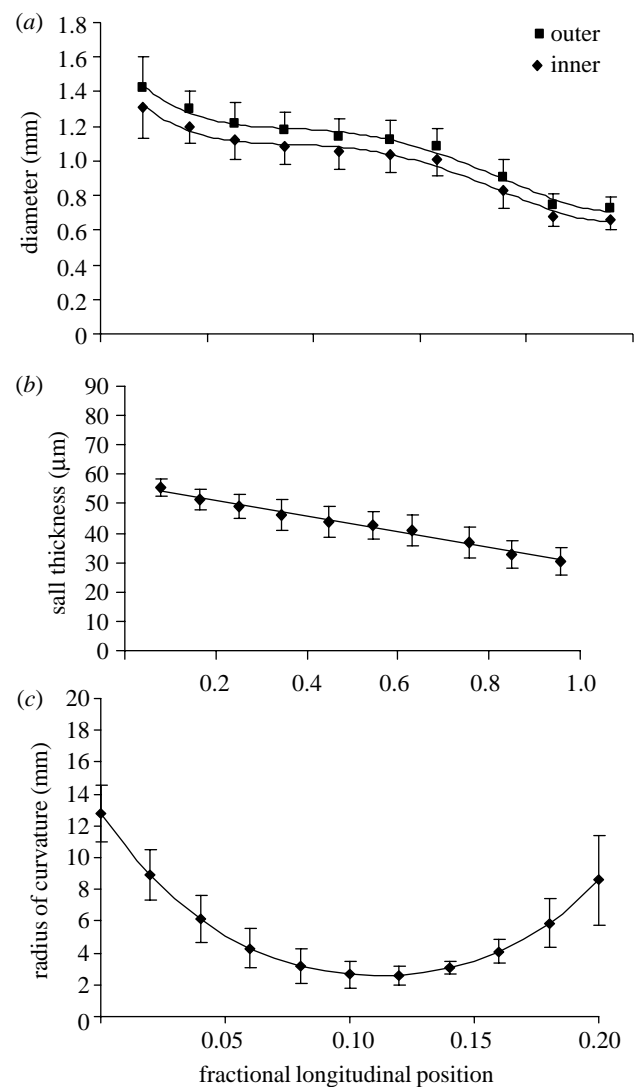 (a)
1.8
1.6
1.4
1.2
1.0
0.8
0.6
0.4
0.2
0
diameter (mm)
outer
inner
(b)
90
80
70
60
50
40
30
20
10
0
sall thickness (μm)
0.2 0.4 0.6 0.8 1.0
(c)
20
18
16
14
12
10
8
6
4
2
0
radius of curvature (mm)
0.05 0.10 0.15 0.20
fractional longitudinal position